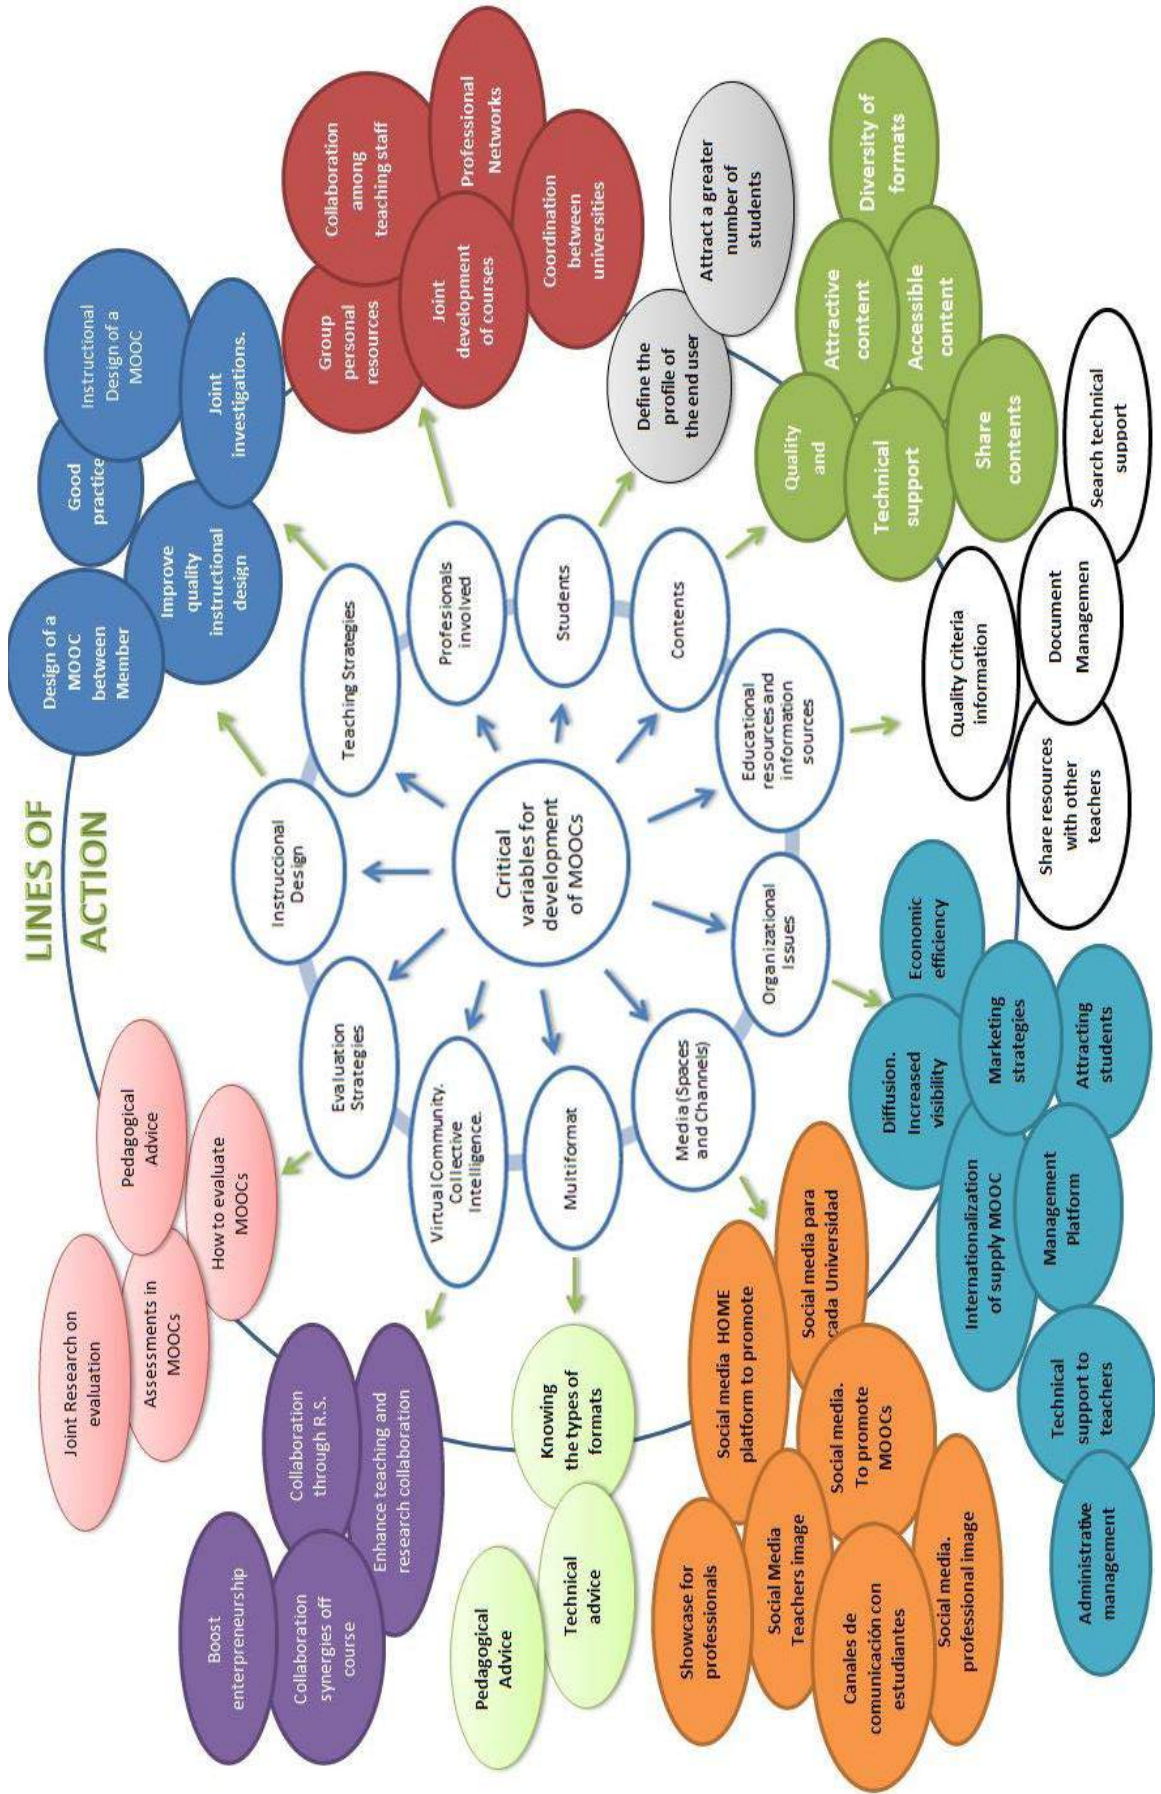 LINES OF
ACTION
Critical
variables for
development
of MOOCs
Instruccional
Design
Teaching Strategies
Profesionals
involved
Students
Contents
Educational
resources and
information
sources
Organizational
Issues
Media (Spaces
and Channels)
Multiformat
Virtual Community.
Collective
Intelligence.
Evaluation
Strategies
Design of a
MOOC
between
Member
Improve
quality
instructional
design
Good
practice
Instructional
Design of a
MOOC
Joint
investigations.
Group
personal
resources
Collaboration
among
teaching staff
Joint
development
of courses
Professional
Networks
Coordination
between
universities
Define the
profile of
the end user
Attract a greater
number of
students
Quality
and
Attractive
content
Diversity of
formats
Accessible
content
Technical
support
Share
contents
Quality Criteria
information
Search technical
support
Document
Managemen
Share resources
with other
teachers
Economic
efficiency
Diffusion.
Increased
visibility
Marketing
strategies
Attracting
students
Internationalization
of supply MOOC
Management
Platform
Technical
support to
teachers
Administrative
management
Social media para
cada Universidad
Social media HOME
platform to promote
Social media.
To promote
MOOCs
Social Media
Teachers image
Showcase for
professionals
Canales de
comunicación con
estudiantes
Social media.
professional image
Knowing
the types of
formats
Technical
advice
Pedagogical
Advice
Enhance teaching and
research collaboration
Collaboration
through R.S.
Collaboration
synergies off
course
Boost
enterpreneurship
How to evaluate
MOOCs
Pedagogical
Advice
Assessments in
MOOCs
Joint Research on
evaluation